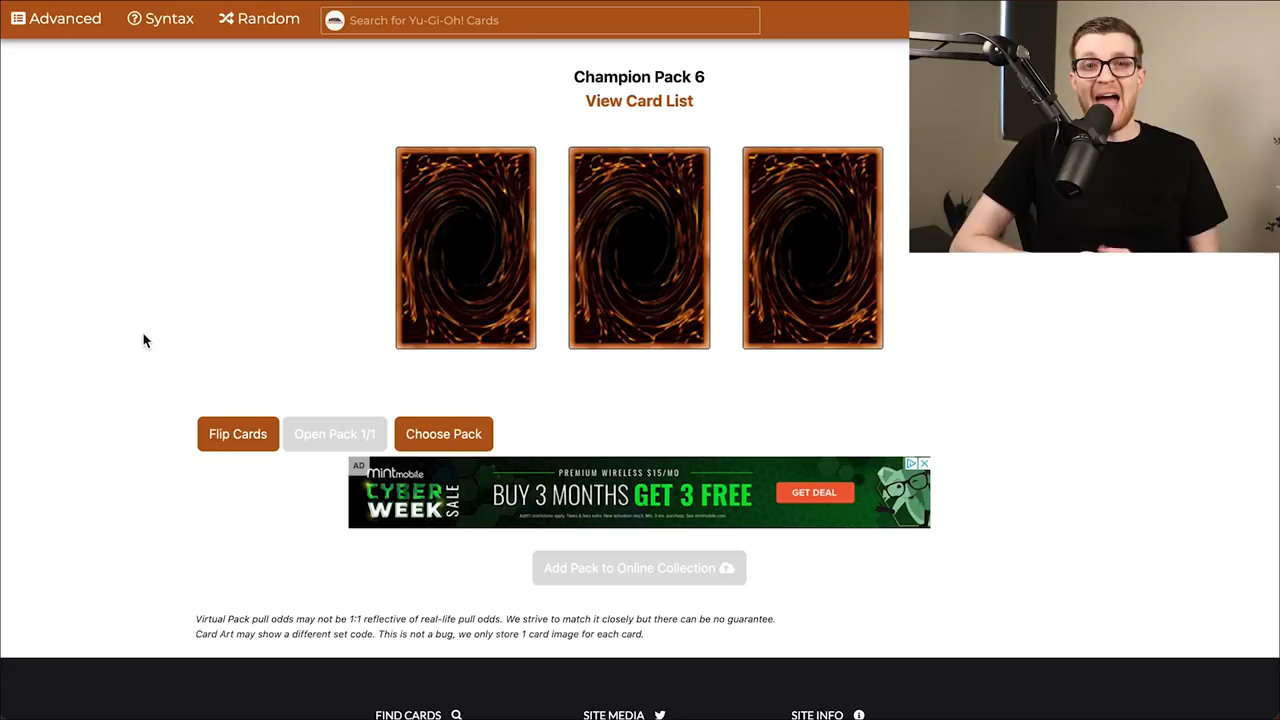 Advanced
Syntax
Random
Search for Yu-Gi-Oh! Cards
Champion Pack 6
View Card List
Flip Cards
Open Pack 1/1
Choose Pack
AD
mint mobile
CYBER
WEEK
SALE
PREMIUM WIRELESS $15/MO
BUY 3 MONTHS GET 3 FREE
GET DEAL
Add Pack to Online Collection
Virtual Pack pull odds may not be 1:1 reflective of real-life pull odds. We strive to match it closely but there can be no guarantee.
Card Art may show a different set code. This is not a bug, we only store 1 card image for each card.
FIND CARDS
SITE MEDIA
SITE INFO